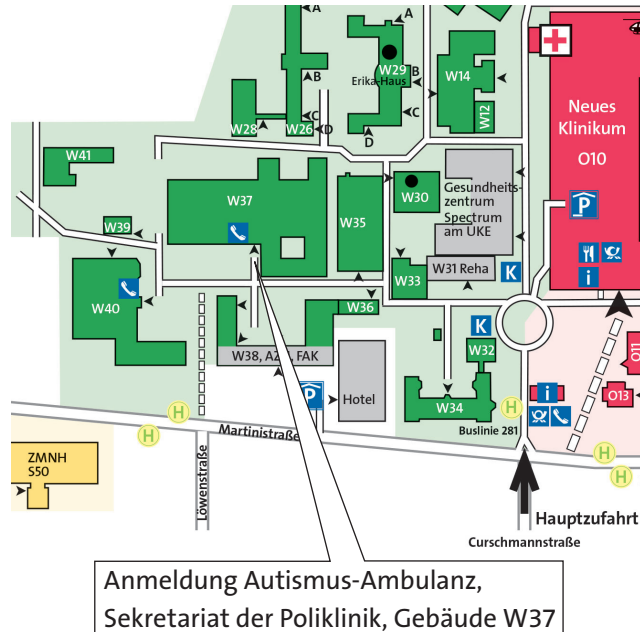 A
A
W29
B
Erika-Haus
B
W14
C
C
W12
W28
W26
D
D
Neues
Klinikum
O10
W41
W37
W35
W30
Gesundheits-
zentrum
Spectrum
am UKE
P
W39
W40
W33
W31 Reha
K
i
W36
K
W38, AZU, FAK
W32
O11
P
Hotel
W34
i
O13
H
H
H
Martinistraße
Buslinie 281
H
H
ZMNH
S50
Löwenstraße
Hauptzufahrt
Curschmannstraße
Anmeldung Autismus-Ambulanz,
Sekretariat der Poliklinik, Gebäude W37